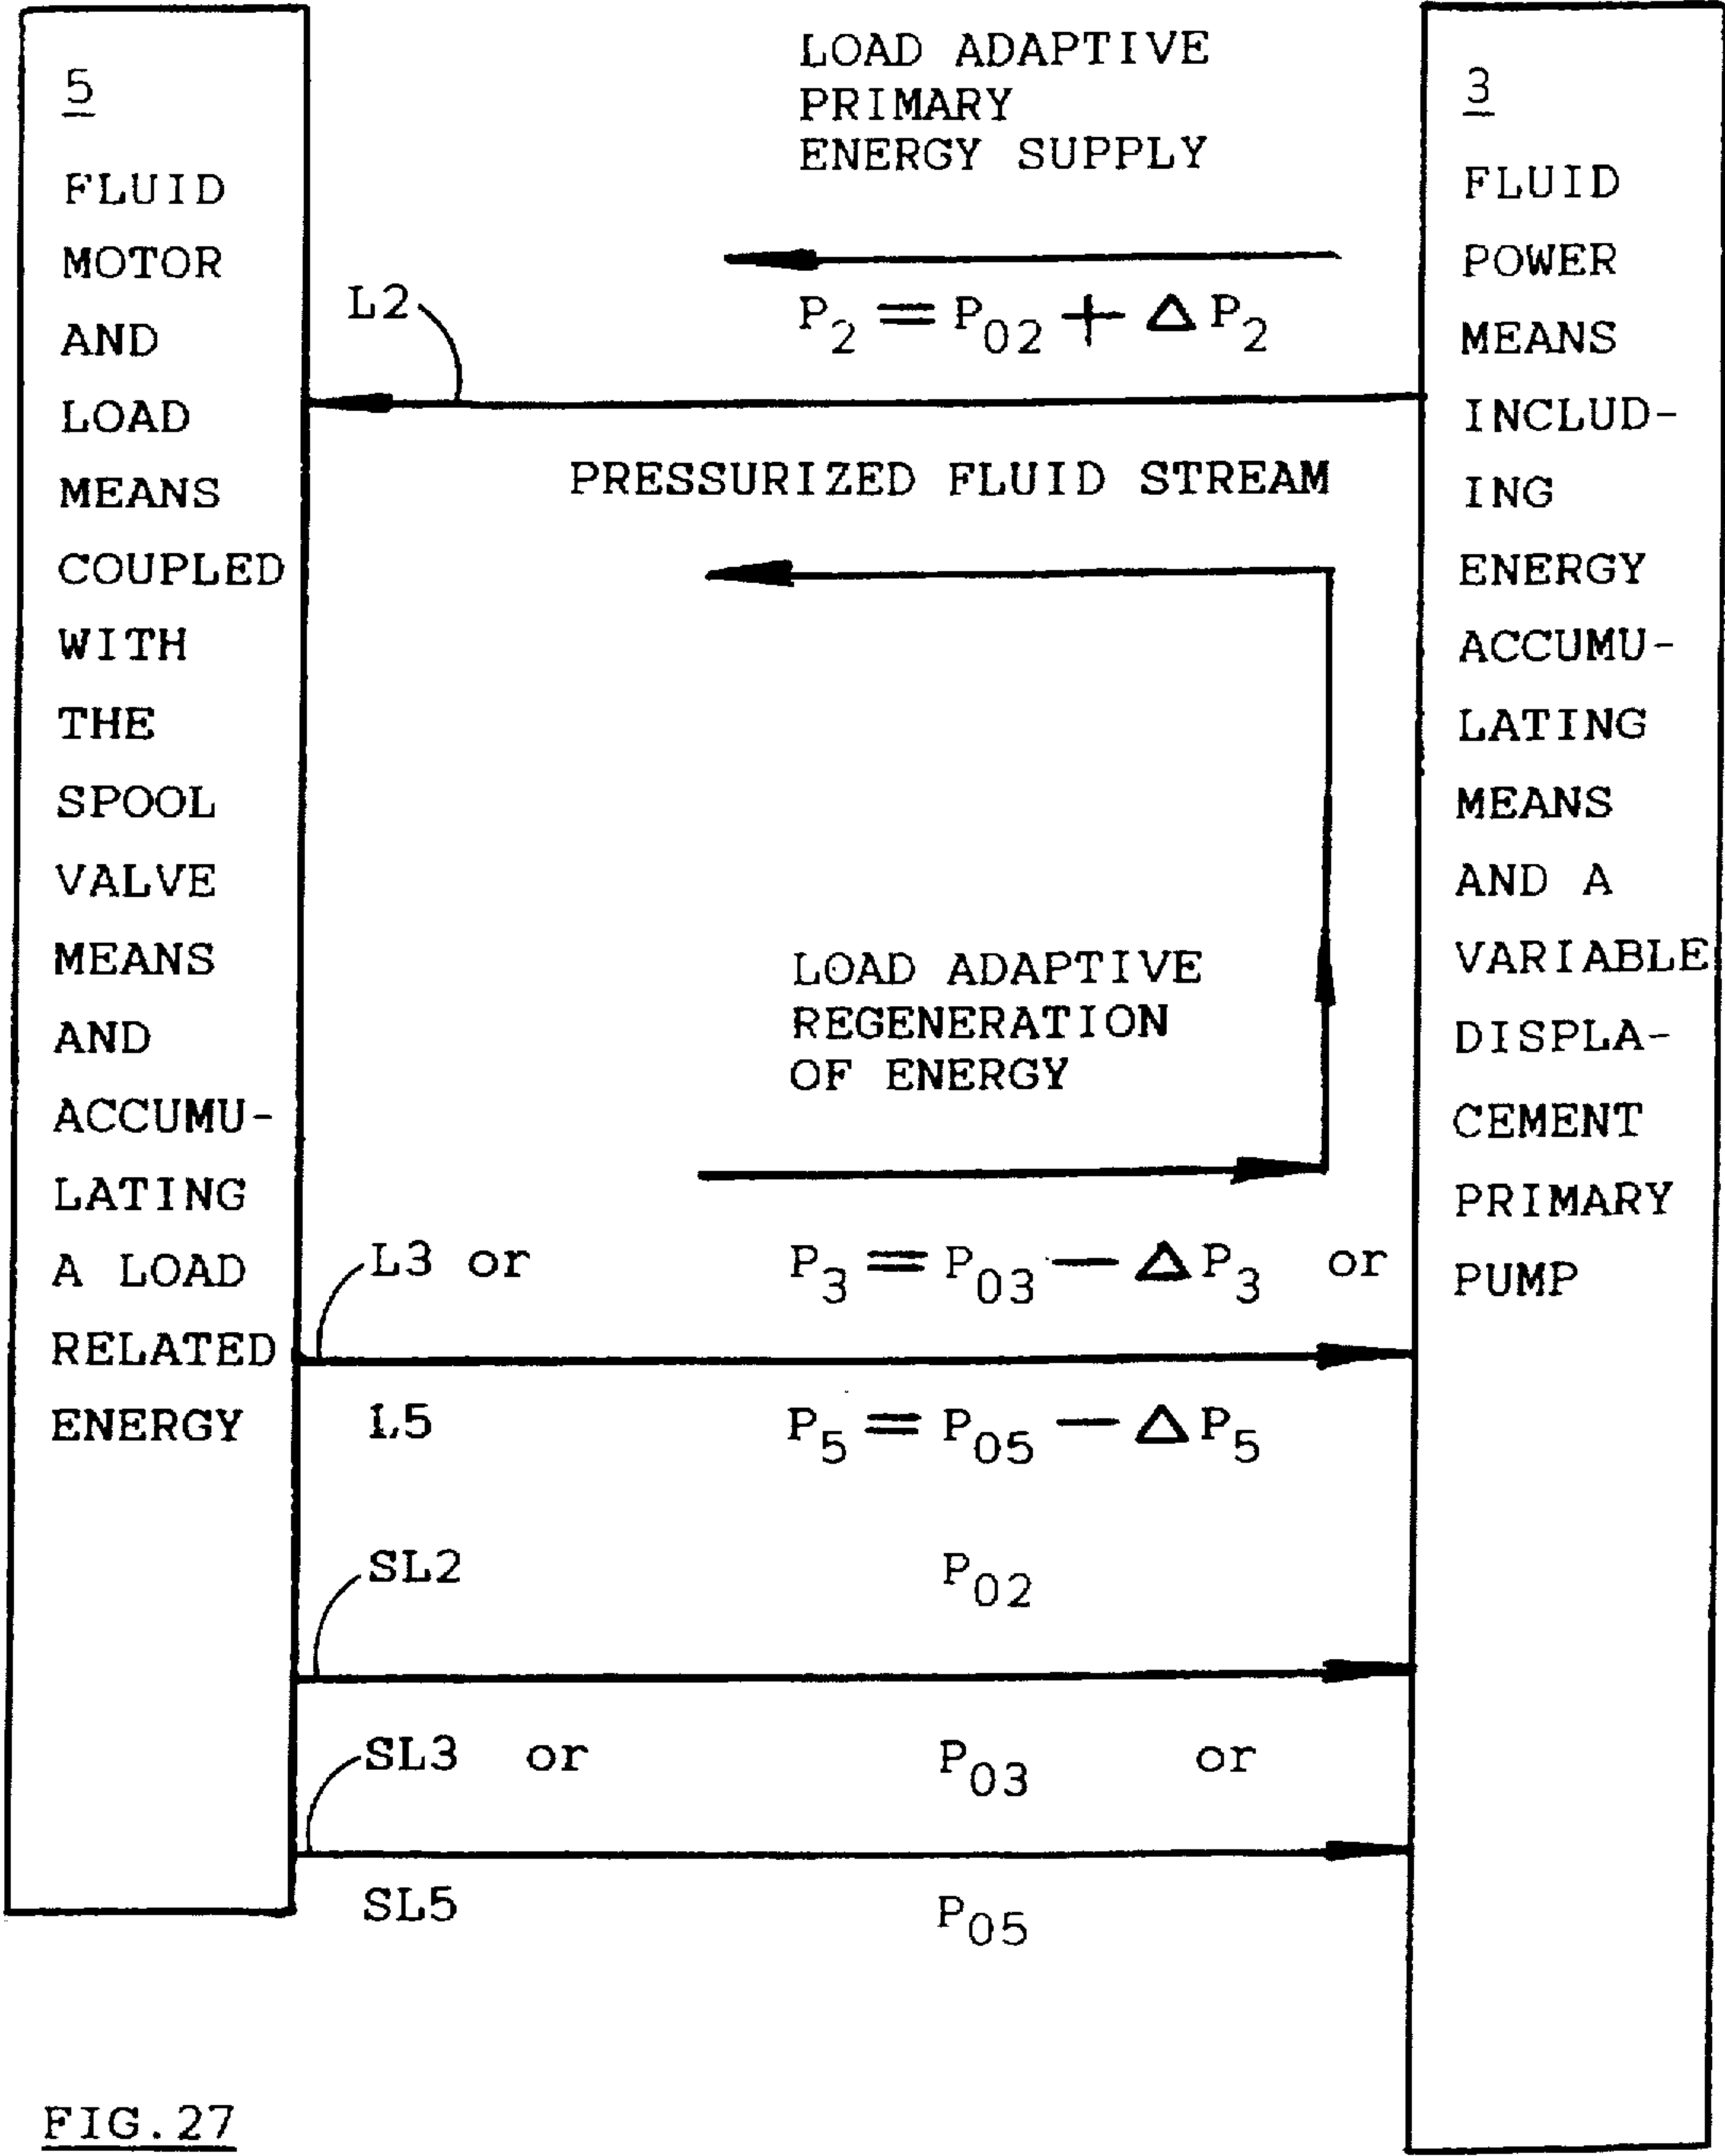 5
FLUID
MOTOR
AND
LOAD
MEANS
COUPLED
WITH
THE
SPOOL
VALVE
MEANS
AND
ACCUMU-
LATING
A LOAD
RELATED
ENERGY
LOAD ADAPTIVE
PRIMARY
ENERGY SUPPLY
L2
P₂ = P₀₂ + Δ P₂
PRESSURIZED FLUID STREAM
LOAD ADAPTIVE
REGENERATION
OF ENERGY
L3 or
P₃ = P₀₃ − Δ P₃ or
L5
P₅ = P₀₅ − Δ P₅
SL2
P₀₂
SL3 or
P₀₃ or
SL5
P₀₅
3
FLUID
POWER
MEANS
INCLUD-
ING
ENERGY
ACCUMU-
LATING
MEANS
AND A
VARIABLE
DISPLA-
CEMENT
PRIMARY
PUMP
FIG.27